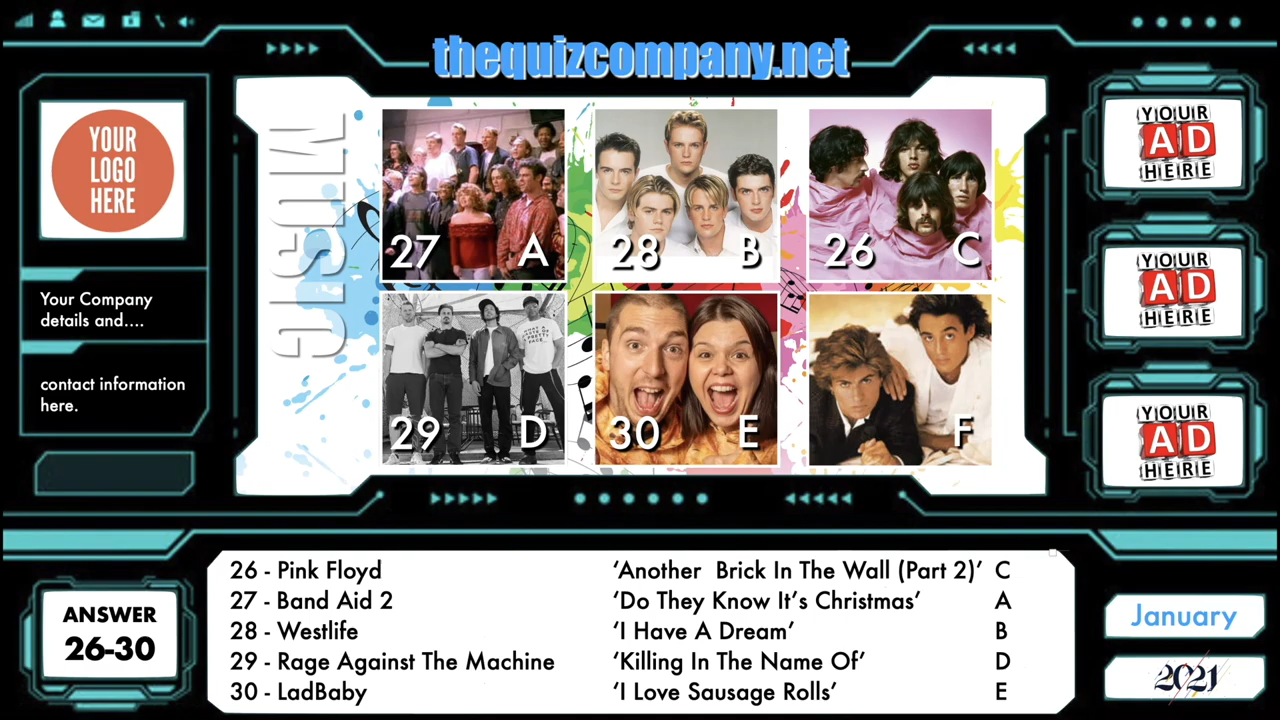 thequizcompany.net
YOUR
LOGO
HERE
Your Company
details and....
contact information
here.
MUSIC
27 A
28 B
26 C
29 D
30 E
F
YOUR
AD
HERE
YOUR
AD
HERE
YOUR
AD
HERE
ANSWER
26-30
26 - Pink Floyd ‘Another Brick In The Wall (Part 2)’ C
27 - Band Aid 2 ‘Do They Know It’s Christmas’ A
28 - Westlife ‘I Have A Dream’ B
29 - Rage Against The Machine ‘Killing In The Name Of’ D
30 - LadBaby ‘I Love Sausage Rolls’ E
January
2021